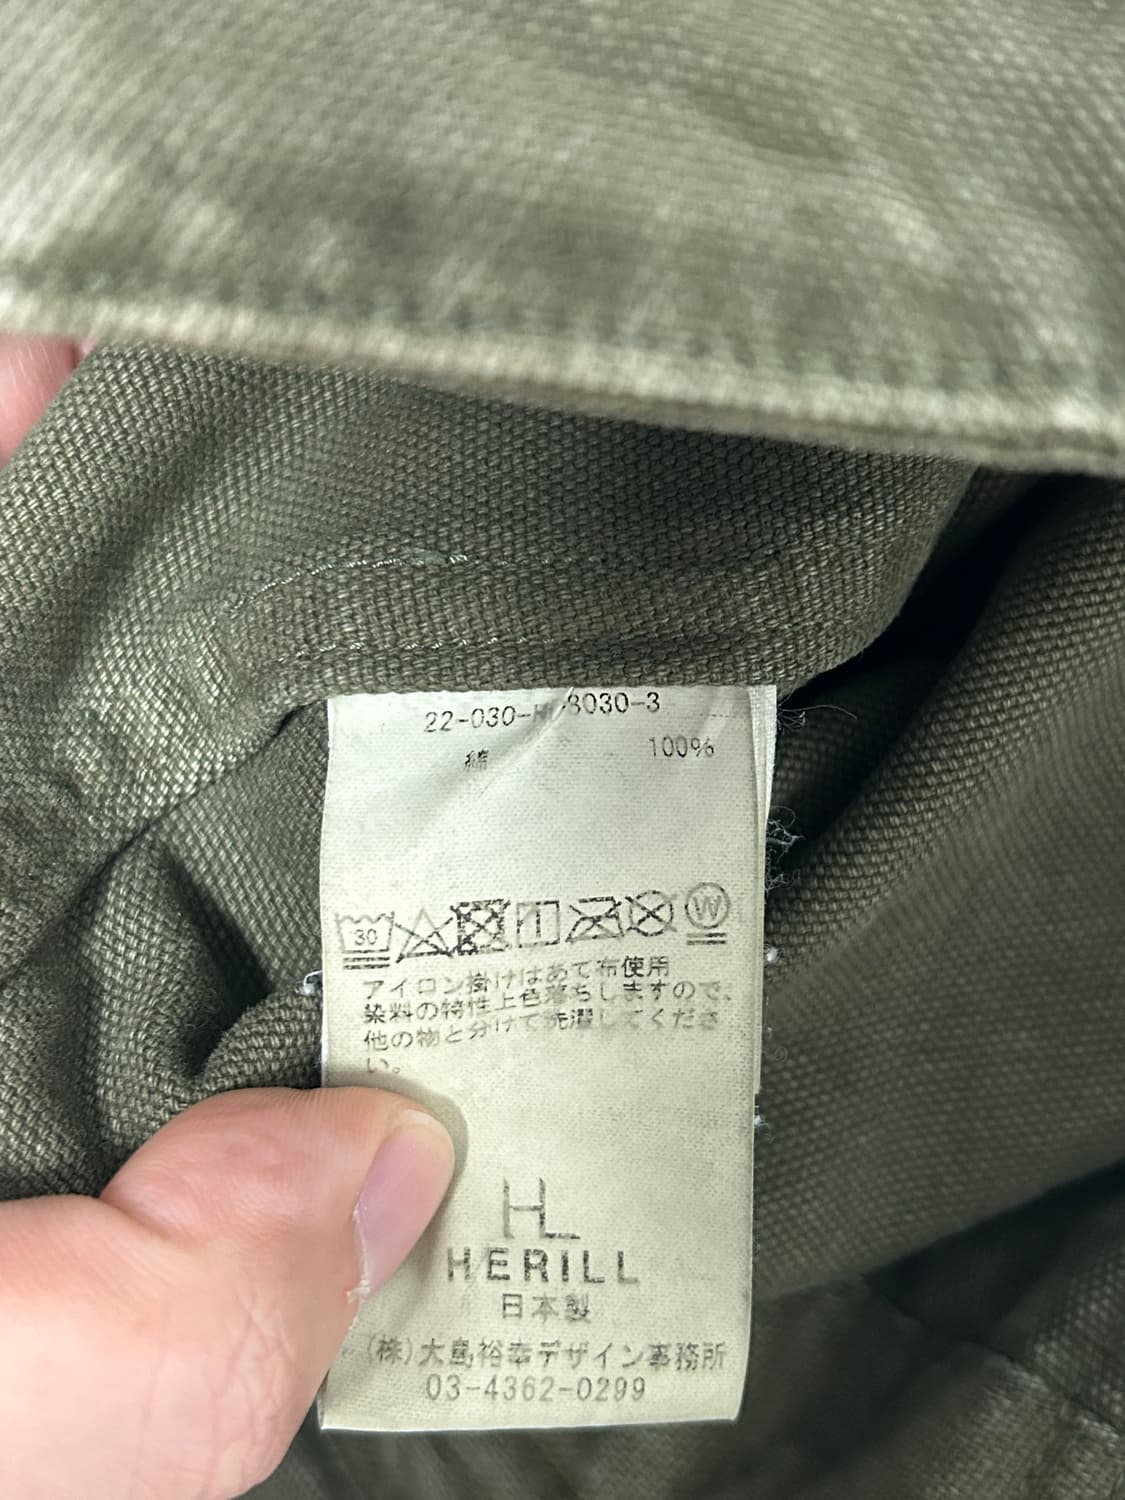 22-030-H 8030-3
綿 100%
30
W
アイロン掛けはあて布使用
染料の特性上色落ちしますので、
他の物と分けて洗濯してくださ
い。
HL
HERILL
日本製
(株)大島裕幸デザイン事務所
03-4362-0299